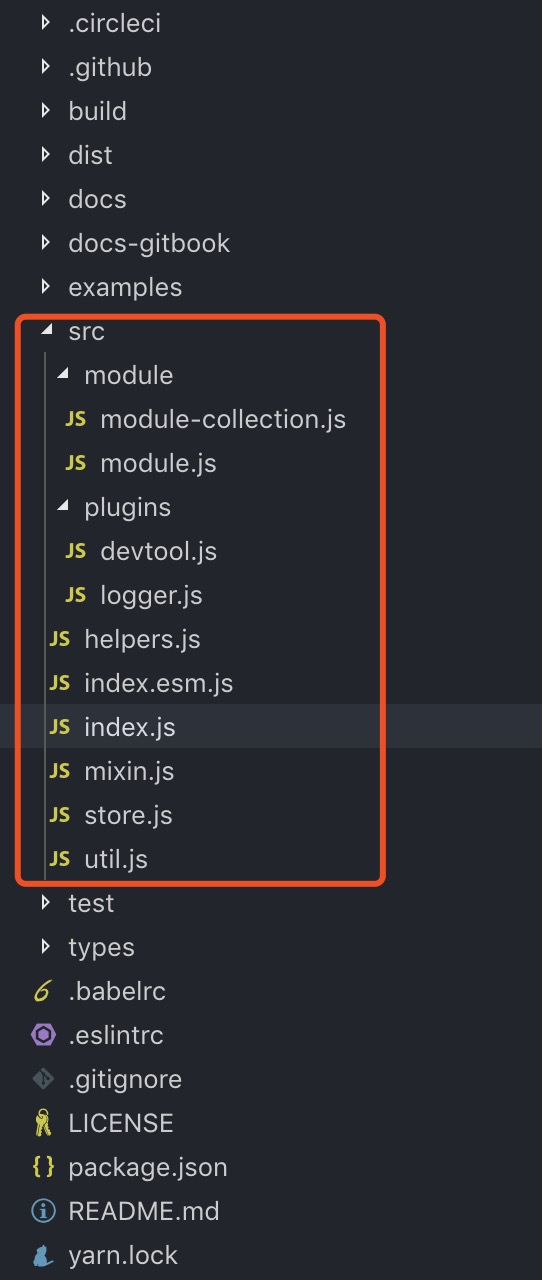 .circleci
.github
build
dist
docs
docs-gitbook
examples
src
module
JS module-collection.js
JS module.js
plugins
JS devtool.js
JS logger.js
JS helpers.js
JS index.esm.js
JS index.js
JS mixin.js
JS store.js
JS util.js
test
types
.babelrc
.eslintrc
.gitignore
LICENSE
{ } package.json
README.md
yarn.lock